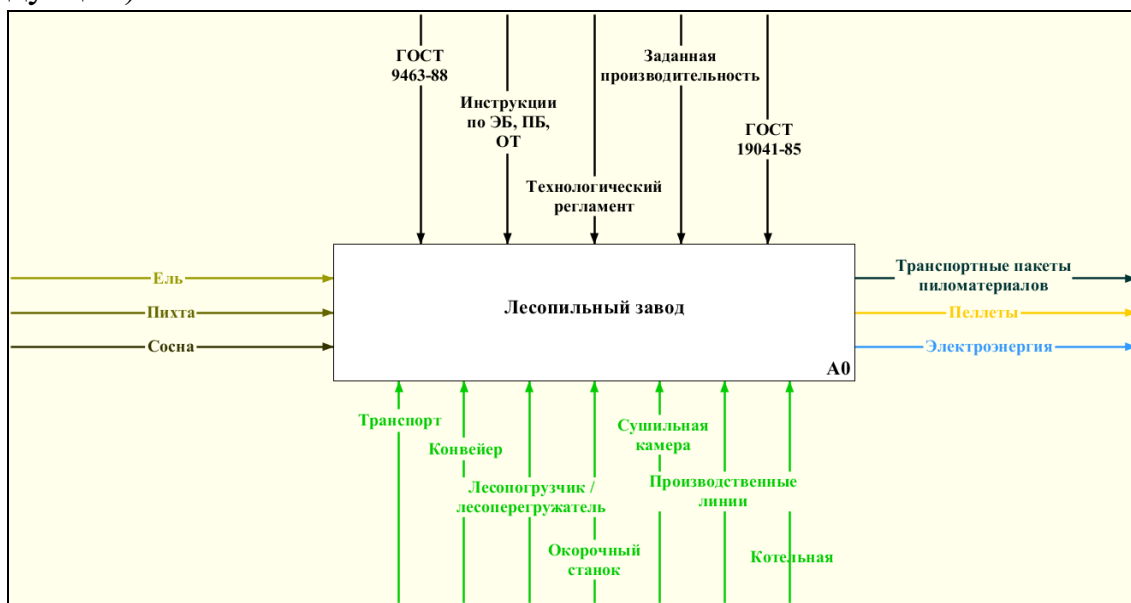 ГОСТ
9463-88
Инструкции
по ЭБ, ПБ,
ОТ
Технологический
регламент
Заданная
производительность
ГОСТ
19041-85
Ель
Пихта
Сосна
Лесопильный завод
A0
Транспортные пакеты
пиломатериалов
Пеллеты
Электроэнергия
Транспорт
Конвейер
Лесопогрузчик /
лесоперегружатель
Окорочный
станок
Сушильная
камера
Производственные
линии
Котельная